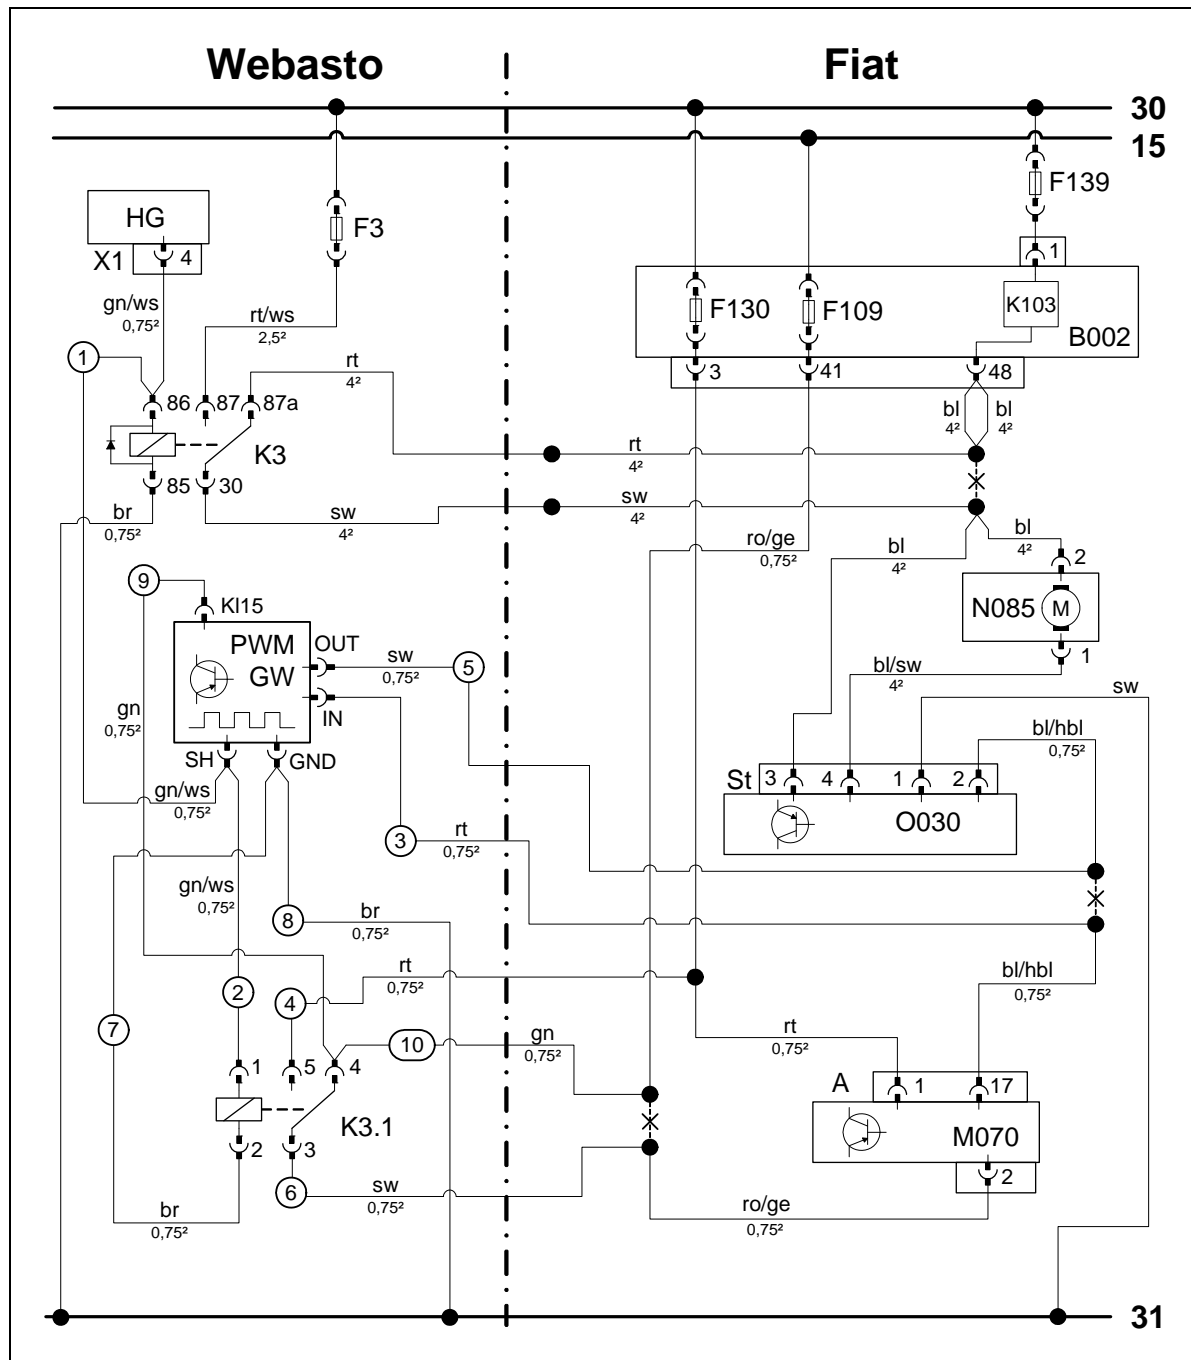 Webasto Fiat
30
15
F139
HG
F3
X1 4
1
gn/ws
0,75²
rt/ws
2,5²
F130 F109 K103
B002
1
rt
4²
3 41 48
86 87 87a
bl
4²
bl
4²
K3
rt
4²
85 30
br
0,75²
sw
4²
sw
4²
ro/ge
0,75²
bl
4²
bl
4²
2
9
Kl15
N085 M
PWM
GW
OUT
IN
sw
0,75²
5
1
bl/sw
4²
sw
gn
0,75²
bl/hbl
0,75²
SH GND
St 3 4 1 2
gn/ws
0,75²
O030
3
rt
0,75²
gn/ws
0,75²
8
br
0,75²
rt
0,75²
bl/hbl
0,75²
2 4
7
10
gn
0,75²
rt
0,75²
1 5 4
A 1 17
K3.1
M070
2 3
2
6
sw
0,75²
br
0,75²
ro/ge
0,75²
31